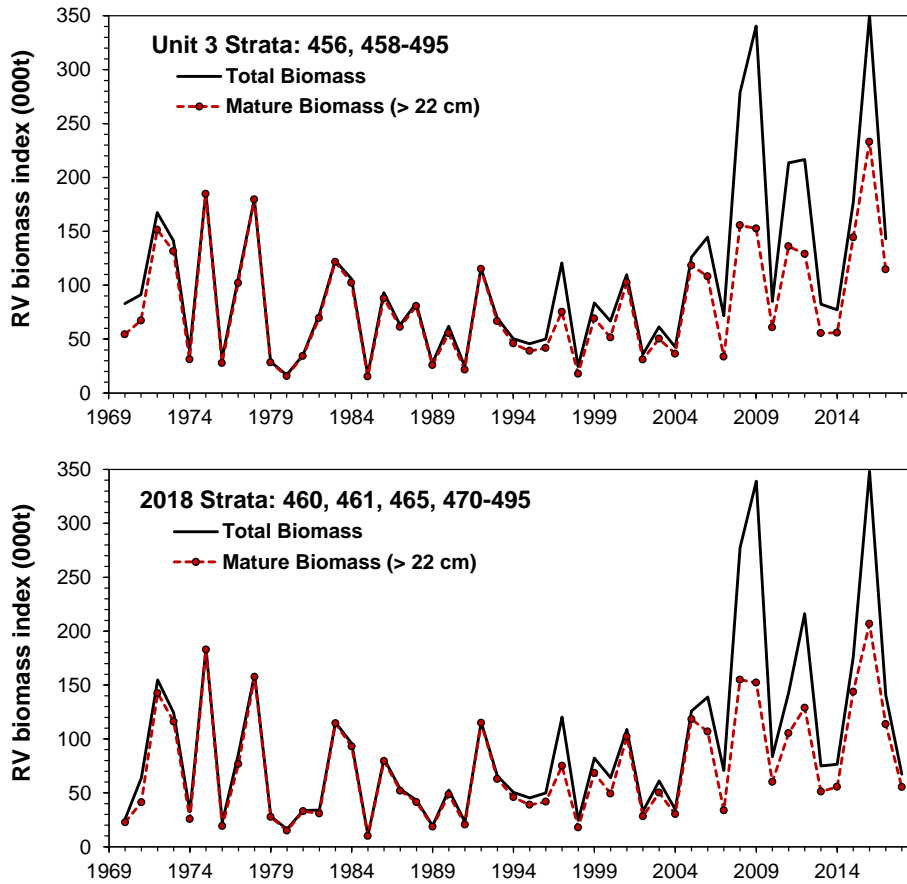 350
300
250
200
150
100
50
0
RV biomass index (000t)
Unit 3 Strata: 456, 458-495
Total Biomass
Mature Biomass (> 22 cm)
1969 1974 1979 1984 1989 1994 1999 2004 2009 2014
350
300
250
200
150
100
50
0
RV biomass index (000t)
2018 Strata: 460, 461, 465, 470-495
Total Biomass
Mature Biomass (> 22 cm)
1969 1974 1979 1984 1989 1994 1999 2004 2009 2014